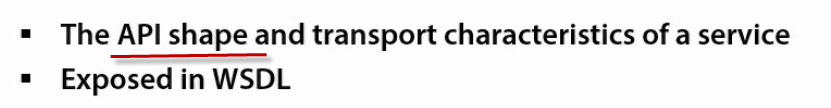 ▪ The API shape and transport characteristics of a service
▪ Exposed in WSDL